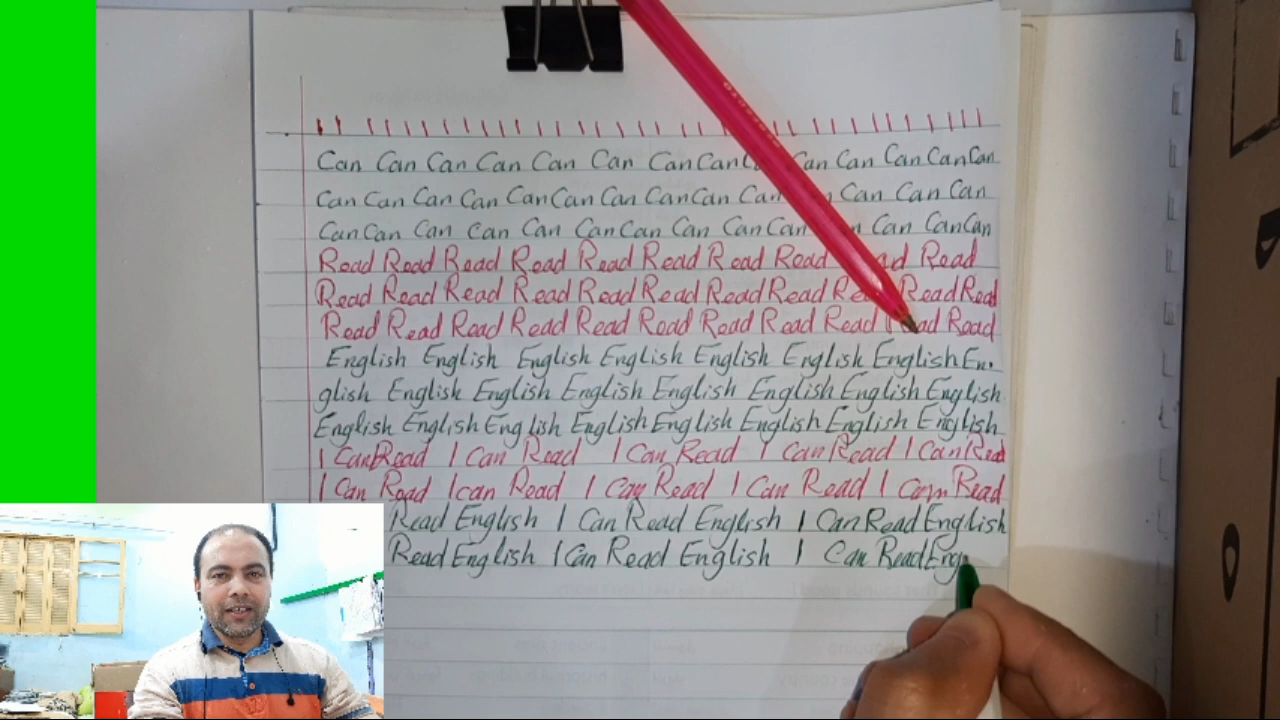 Can Can Can Can Can Can Can Can Can Can Can Can Can
Can Can Can Can Can Can Can Can Can Can Can Can Can
Can Can Can Can Can Can Can Can Can Can Can Can Can
Read Read Read Read Read Read Read Read Read
Read Read Read Read Read Read Read Read Read Read
Read Read Read Read Read Read Read Read Read Read Read
English English English English English English English En.
glish English English English English English English English
English English English English English English English English
I Can Read I Can Read I Can Read I Can Read I Can Read
I Can Read I can Read I Can Read I Can Read I Can Read
Read English I Can Read English I Can Read English
Read English I Can Read English I Can Read Eng